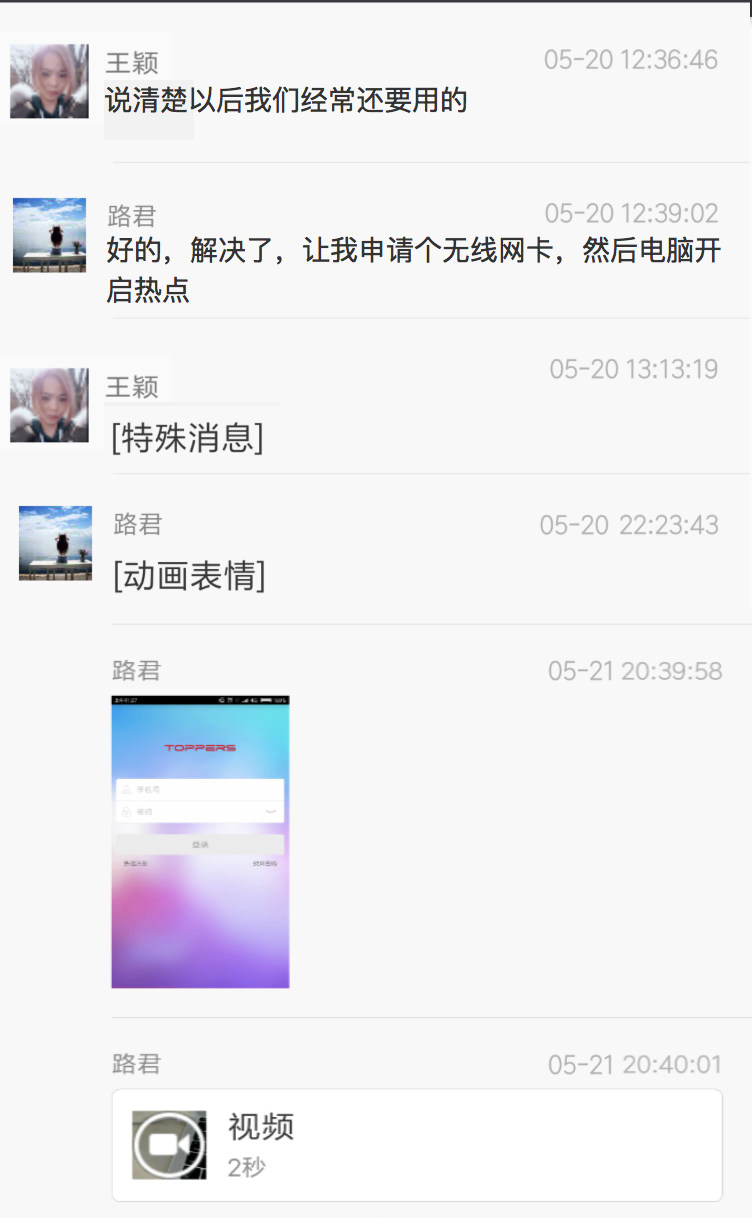 王颖 05-20 12:36:46
说清楚以后我们经常还要用的
路君 05-20 12:39:02
好的，解决了，让我申请个无线网卡，然后电脑开
启热点
王颖 05-20 13:13:19
[特殊消息]
路君 05-20 22:23:43
[动画表情]
路君 05-21 20:39:58
TOPPERS
手机号
密码
登录
路君 05-21 20:40:01
视频
2秒